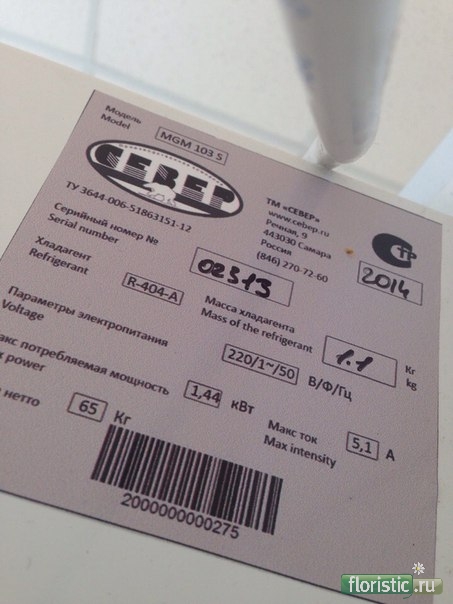 Модель
Model
MGM 103 S
СЕВЕР
ТУ 3644-006-51863151-12
ТМ «СЕВЕР»
www.cebep.ru
Речная, 9
443030 Самара
Россия
(846) 270-72-60
Серийный номер №
Serial number
02313
2014
Хладагент
Refrigerant
R-404-A
Масса хладагента
Mass of the refrigerant
1.1
Кг
kg
Параметры электропитания
Voltage
220/1~/50
В/Ф/Гц
акс потребляемая мощность
x power
1,44
кВт
Макс ток
Max intensity
5,1
А
нетто
65
Кг
2000000000275
floristic.ru